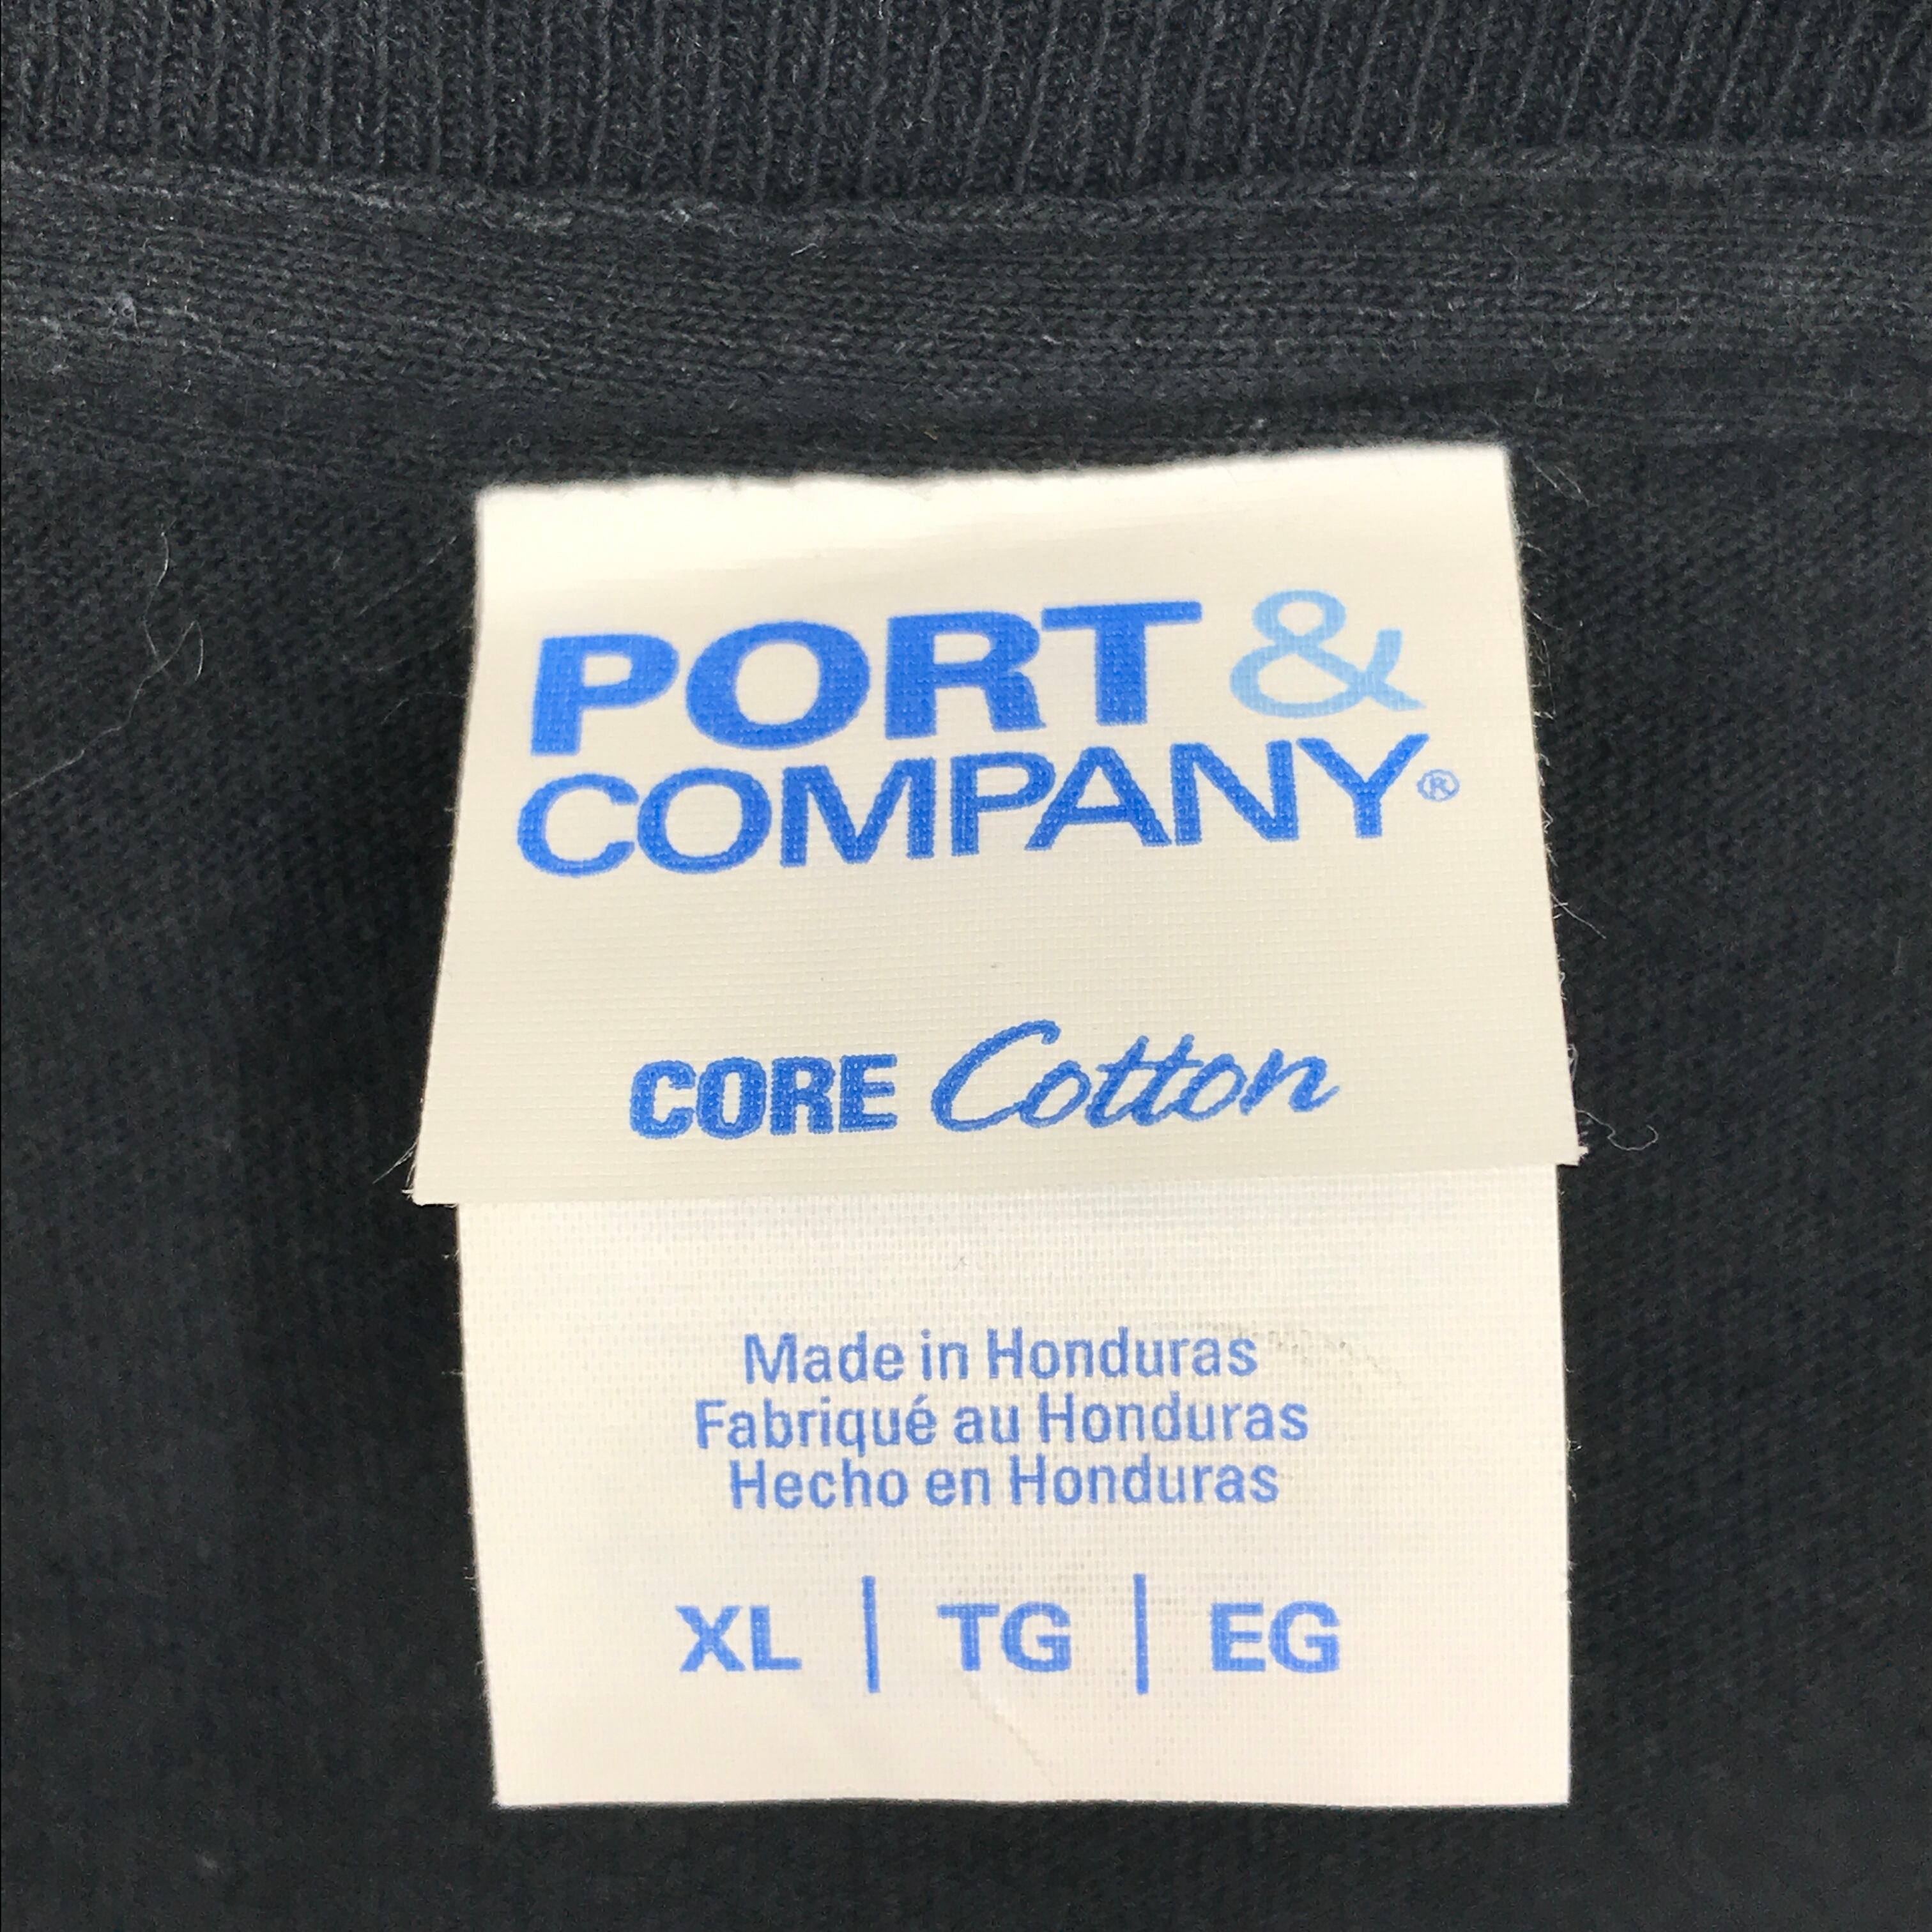 PORT &
COMPANY®
CORE Cotton
Made in Honduras
Fabriqué au Honduras
Hecho en Honduras
XL | TG | EG